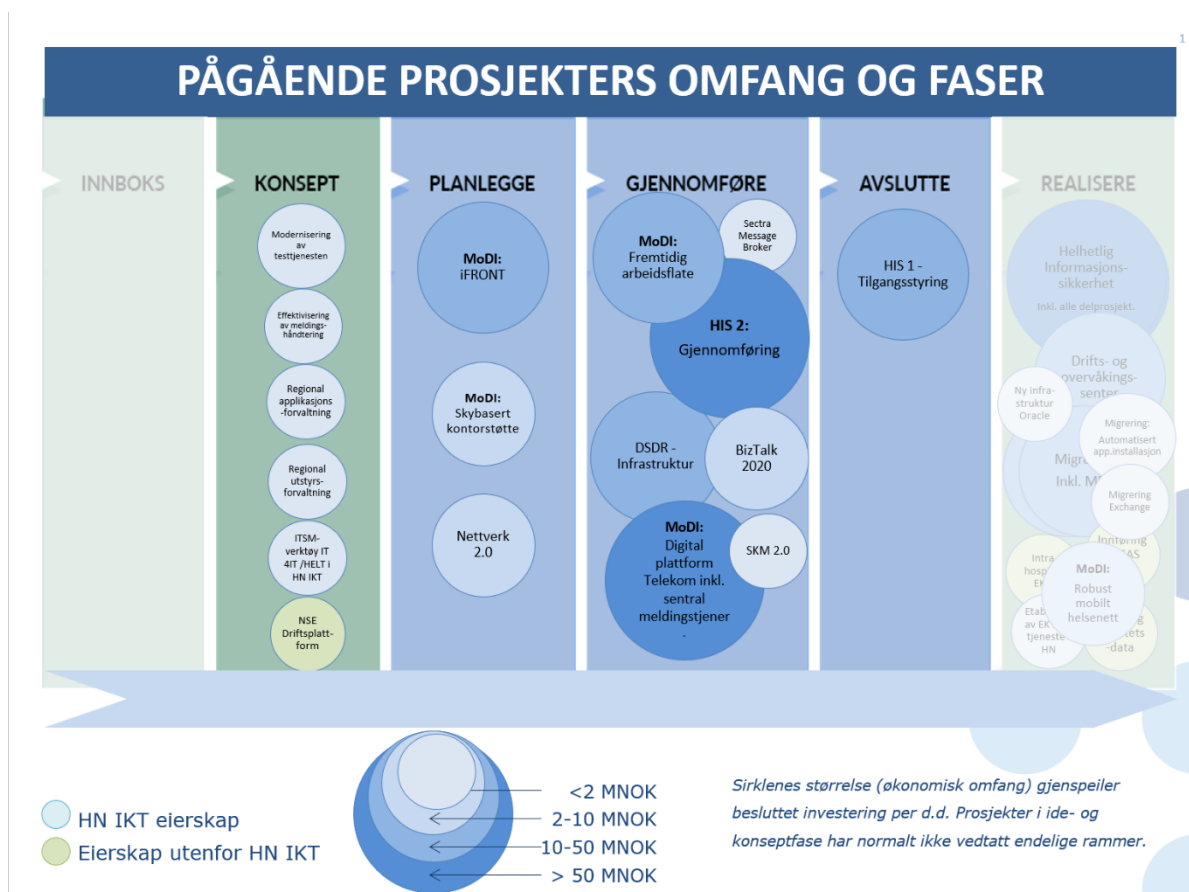 1
PÅGÅENDE PROSJEKTERS OMFANG OG FASER
INNBOKS
KONSEPT
Modernisering
av
testtjenesten
Effektivisering
av meldings-
håndtering
Regional
applikasjons
-forvaltning
Regional
utstyrs-
forvaltning
ITSM-
verktøy IT
4IT /HELT i
HN IKT
NSE
Driftsplatt-
form
PLANLEGGE
MoDI:
iFRONT
MoDI:
Skybasert
kontorstøtte
Nettverk
2.0
GJENNOMFØRE
MoDI:
Fremtidig
arbeidsflate
Sectra
Message
Broker
HIS 2:
Gjennomføring
DSDR -
Infrastruktur
BizTalk
2020
MoDI:
Digital
plattform
Telekom inkl.
sentral
meldingstjener
.
SKM 2.0
AVSLUTTE
HIS 1 -
Tilgangsstyring
REALISERE
Helhetlig
Informasjons-
sikkerhet
Inkl. alle delprosjekt.
Drifts- og
overvåkings-
senter
Ny infra-
struktur
Oracle
Migrering:
Automatisert
app.installasjon
Inkl.
Migrering
Exchange
Intra
MoDI:
Robust
mobilt
helsenett
av
HN
-data
<2 MNOK
2-10 MNOK
10-50 MNOK
> 50 MNOK
HN IKT eierskap
Eierskap utenfor HN IKT
Sirklenes størrelse (økonomisk omfang) gjenspeiler
besluttet investering per d.d. Prosjekter i ide- og
konseptfase har normalt ikke vedtatt endelige rammer.